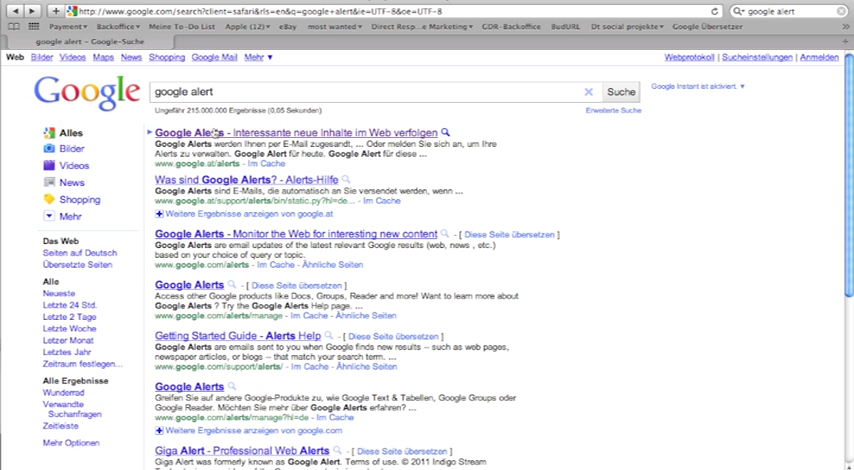 http://www.google.com/search?client=safari&rls=en&q=google+alert&ie=UTF-8&oe=UTF-8
google alert
Payment Backoffice Meine To-Do List Apple (12) eBay most wanted Direct Res...e Marketing GDR-Backoffice BudURL Dt social projekte Google Übersetzer
google alert – Google-Suche
Web Bilder Videos Maps News Shopping Google Mail Mehr
Webprotokoll | Sucheinstellungen | Anmelden
Google
google alert
Suche
Google Instant ist aktiviert.
Ungefähr 215.000.000 Ergebnisse (0,05 Sekunden)
Erweiterte Suche
Alles
Bilder
Videos
News
Shopping
Mehr
Das Web
Seiten auf Deutsch
Übersetzte Seiten
Alle
Neueste
Letzte 24 Std.
Letzte 2 Tage
Letzte Woche
Letzer Monat
Letztes Jahr
Zeitraum festlegen...
Alle Ergebnisse
Wunderrad
Verwandte
Suchanfragen
Zeitleiste
Mehr Optionen
Google Alerts - Interessante neue Inhalte im Web verfolgen
Google Alerts werden Ihnen per E-Mail zugesandt, ... Oder melden Sie sich an, um Ihre
Alerts zu verwalten. Google Alert für heute. Google Alert für diese ...
www.google.at/alerts - Im Cache
Was sind Google Alerts? - Alerts-Hilfe
Google Alerts sind E-Mails, die automatisch an Sie versendet werden, wenn ...
www.google.at/support/alerts/bin/static.py?hl=de... - Im Cache
Weitere Ergebnisse anzeigen von google.at
Google Alerts - Monitor the Web for interesting new content - [ Diese Seite übersetzen ]
Google Alerts are email updates of the latest relevant Google results (web, news , etc.)
based on your choice of query or topic.
www.google.com/alerts - Im Cache - Ähnliche Seiten
Google Alerts - [ Diese Seite übersetzen ]
Access other Google products like Docs, Groups, Reader and more! Want to learn more about
Google Alerts ? Try the Google Alerts Help page. ...
www.google.com/alerts/manage - Im Cache - Ähnliche Seiten
Getting Started Guide - Alerts Help - [ Diese Seite übersetzen ]
Google Alerts are emails sent to you when Google finds new results -- such as web pages,
newspaper articles, or blogs -- that match your search term. ...
www.google.com/support/alerts/ - Im Cache - Ähnliche Seiten
Google Alerts
Greifen Sie auf andere Google-Produkte zu, wie Google Text & Tabellen, Google Groups oder
Google Reader. Möchten Sie mehr über Google Alerts erfahren? ...
www.google.com/alerts/manage?hl=de - Im Cache
Weitere Ergebnisse anzeigen von google.com
Giga Alert - Professional Web Alerts - [ Diese Seite übersetzen ]
Giga Alert was formerly known as Google Alert. Terms of use. © 2011 Indigo Stream